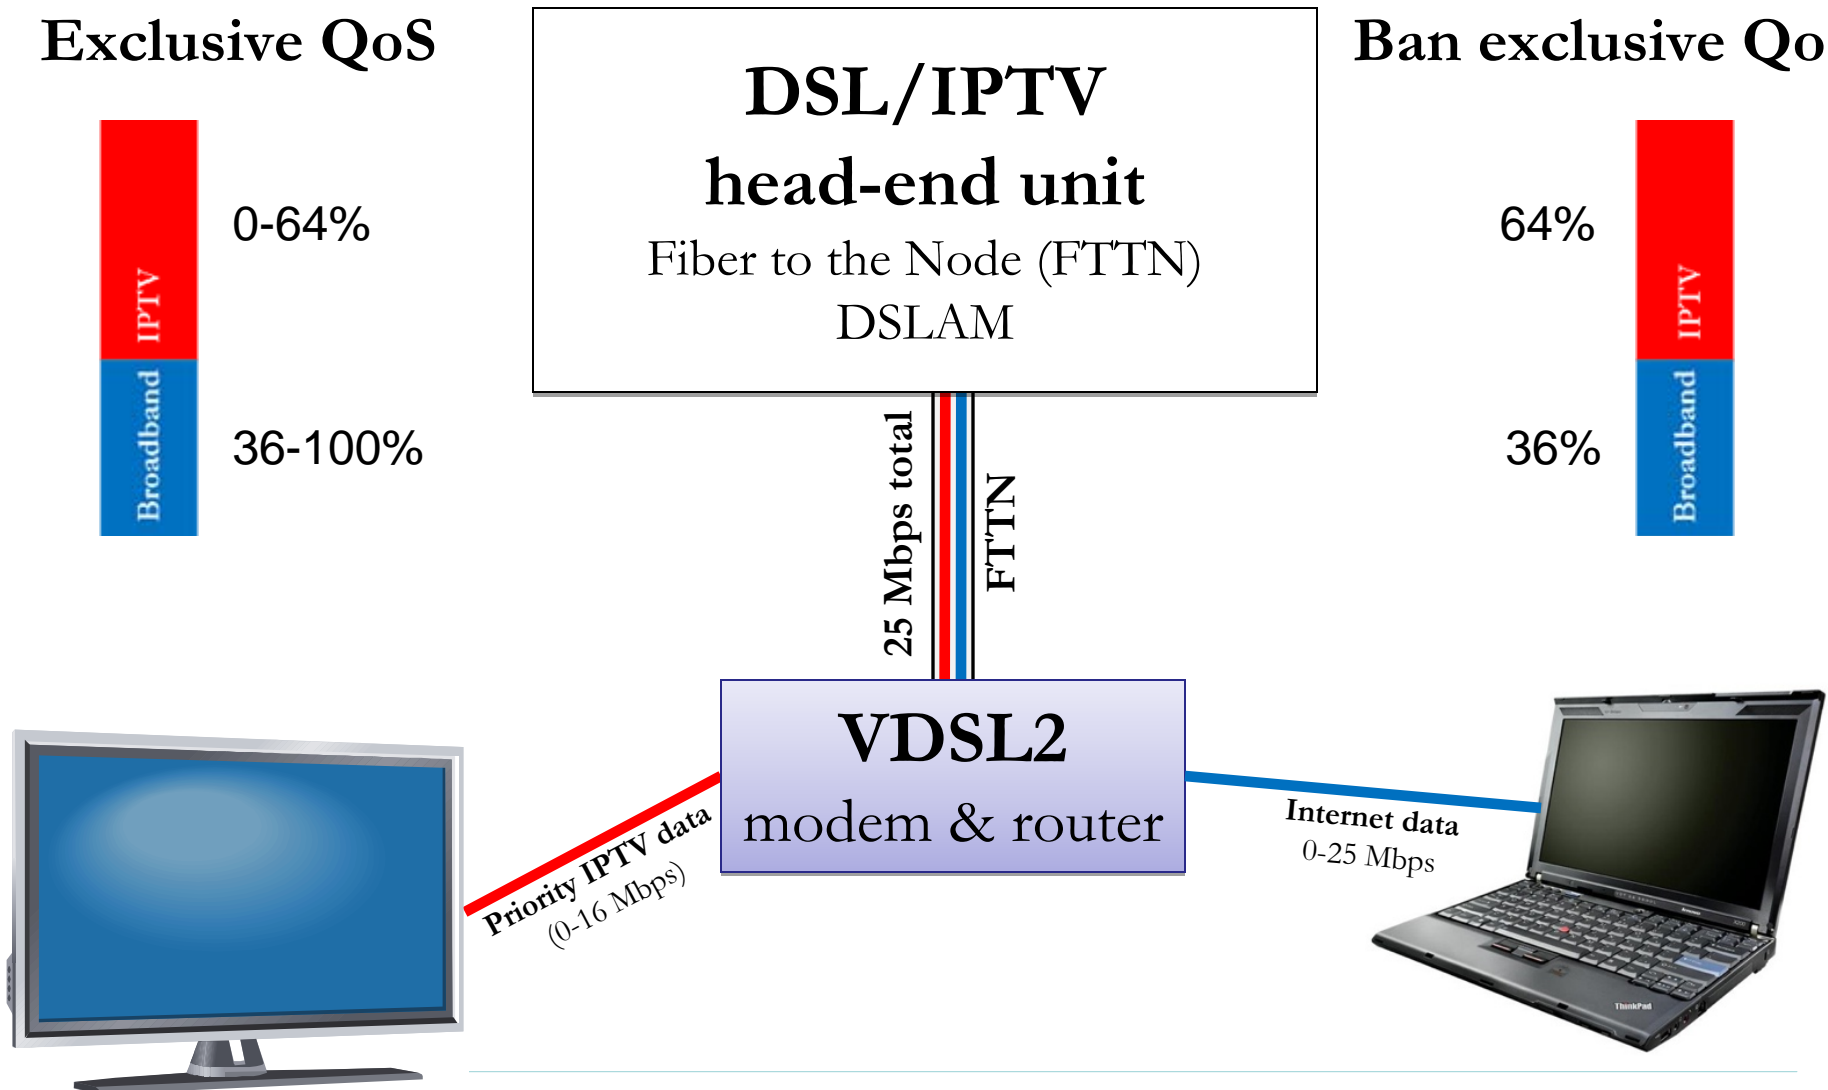 Exclusive QoS
DSL/IPTV
head-end unit
Fiber to the Node (FTTN)
DSLAM
Ban exclusive Qo
0-64%
IPTV
36-100%
Broadband
64%
IPTV
36%
Broadband
25 Mbps total
FTTN
VDSL2
modem & router
Priority IPTV data
(0-16 Mbps)
Internet data
0-25 Mbps
ThinkPad